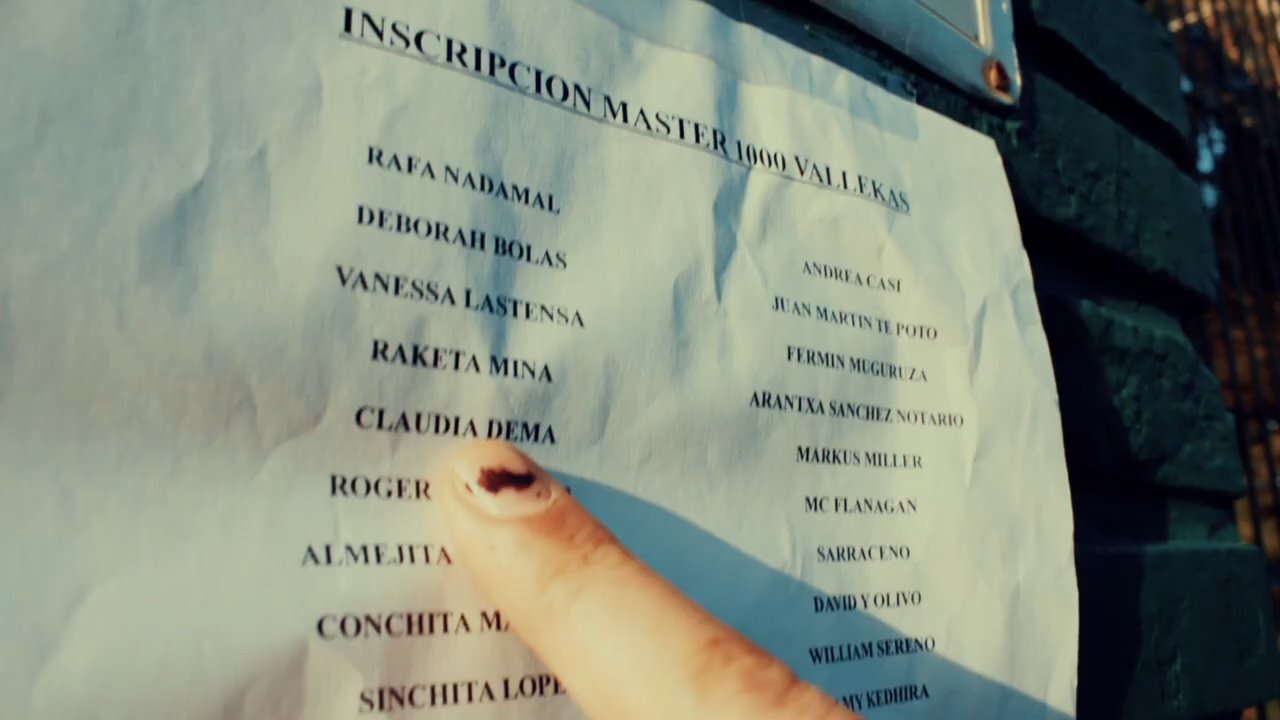 INSCRIPCION MASTER 1000 VALLEKAS
RAFA NADAMAL
DEBORAH BOLAS
VANESSA LASTENSA
RAKETA MINA
CLAUDIA DEMA
ROGER
ALMEJITA
CONCHITA
SINCHITA
ANDREA CASI
JUAN MARTIN TE POTO
FERMIN MUGURUZA
ARANTXA SANCHEZ NOTARIO
MARKUS MILLER
MC FLANAGAN
SARRACENO
DAVID Y OLIVO
WILLIAM SERENO
KEDHIRA